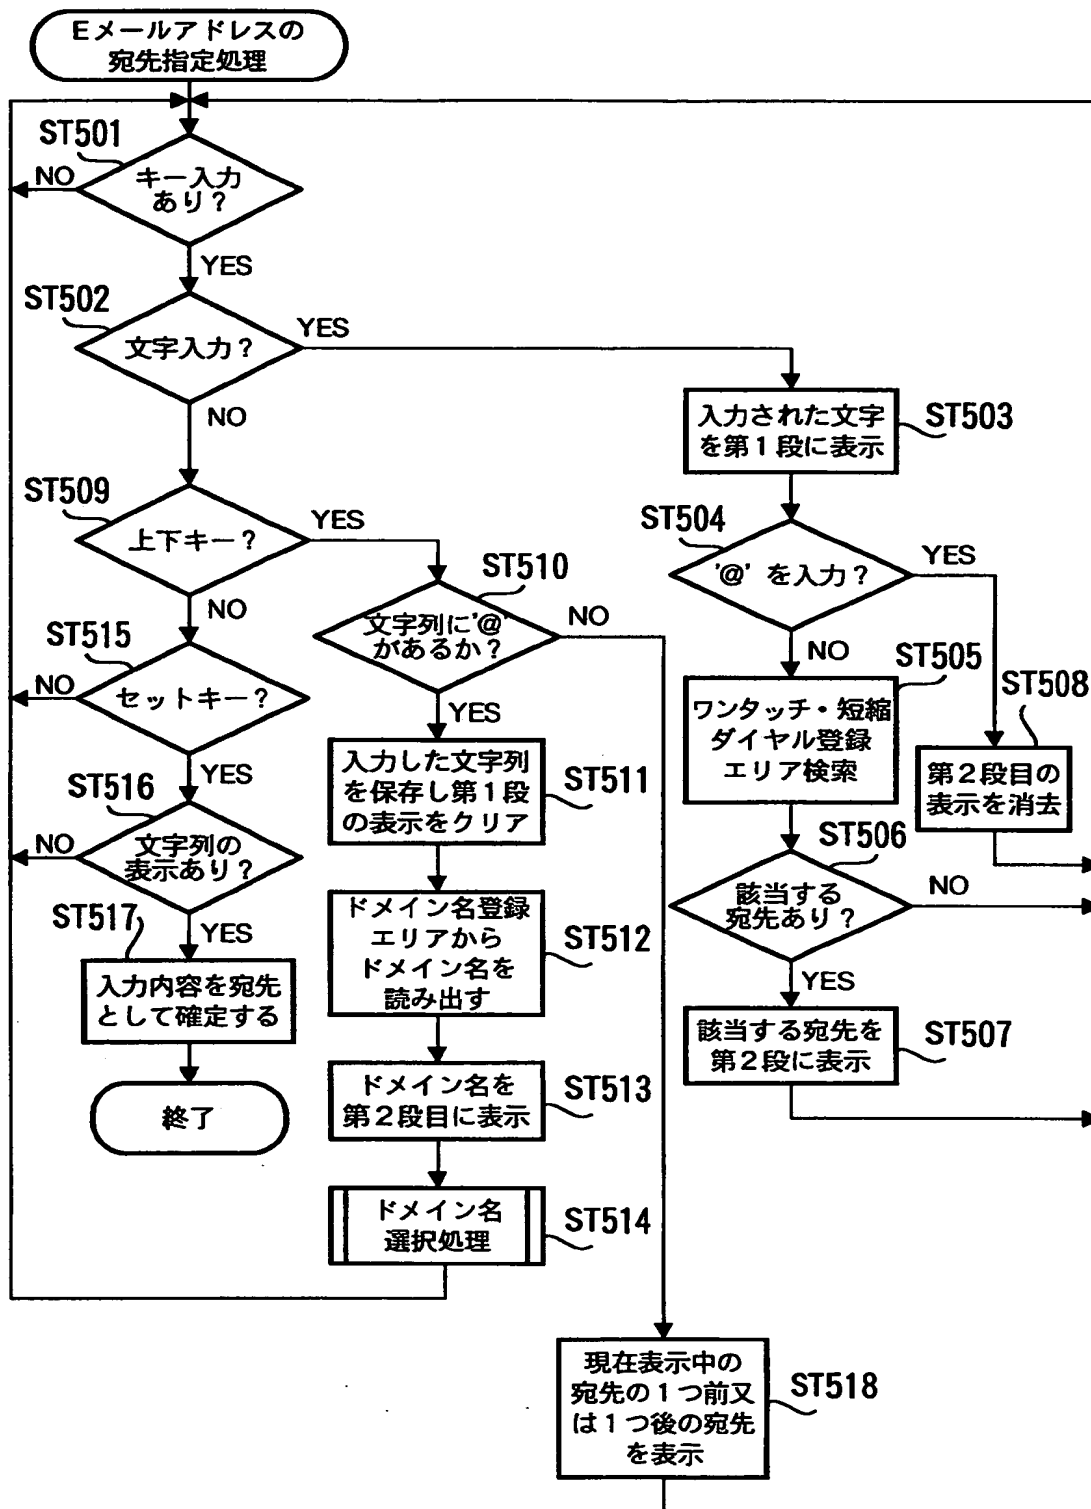 Eメールアドレスの
宛先指定処理
ST501
NO
キー入力
あり？
YES
ST502
文字入力？
YES
NO
入力された文字
を第1段に表示
ST503
ST509
上下キー？
YES
NO
ST504
'@' を入力？
YES
NO
ST510
文字列に'@'
があるか？
NO
YES
ST515
NO
セットキー？
YES
ST505
ワンタッチ・短縮
ダイヤル登録
エリア検索
ST508
第2段目の
表示を消去
入力した文字列
を保存し第1段
の表示をクリア
ST511
ST516
NO
文字列の
表示あり？
YES
ST506
該当する
宛先あり？
NO
YES
ST517
入力内容を宛先
として確定する
ドメイン名登録
エリアから
ドメイン名を
読み出す
ST512
該当する宛先を
第2段に表示
ST507
終了
ドメイン名を
第2段目に表示
ST513
ドメイン名
選択処理
ST514
現在表示中の
宛先の1つ前又
は1つ後の宛先
を表示
ST518